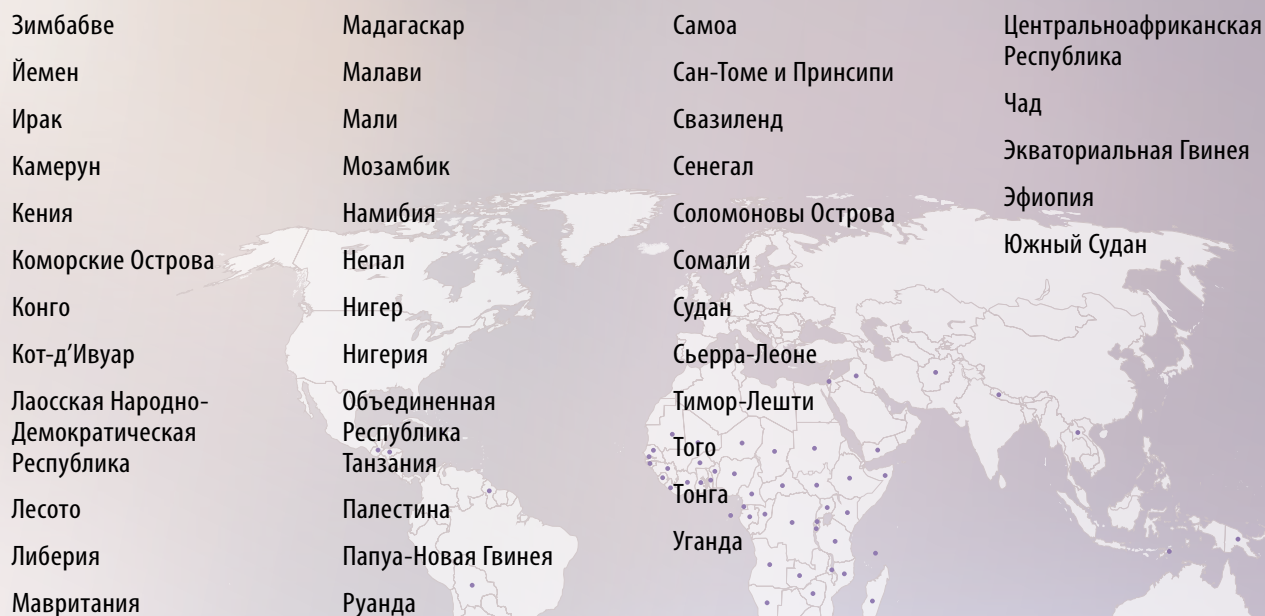 Зимбабве
Йемен
Ирак
Камерун
Кения
Коморские Острова
Конго
Кот-д’Ивуар
Лаосская Народно-
Демократическая
Республика
Лесото
Либерия
Мавритания
Мадагаскар
Малави
Мали
Мозамбик
Намибия
Непал
Нигер
Нигерия
Объединенная
Республика
Танзания
Палестина
Папуа-Новая Гвинея
Руанда
Самоа
Сан-Томе и Принсипи
Свазиленд
Сенегал
Соломоновы Острова
Сомали
Судан
Сьерра-Леоне
Тимор-Лешти
Того
Тонга
Уганда
Центральноафриканская
Республика
Чад
Экваториальная Гвинея
Эфиопия
Южный Судан